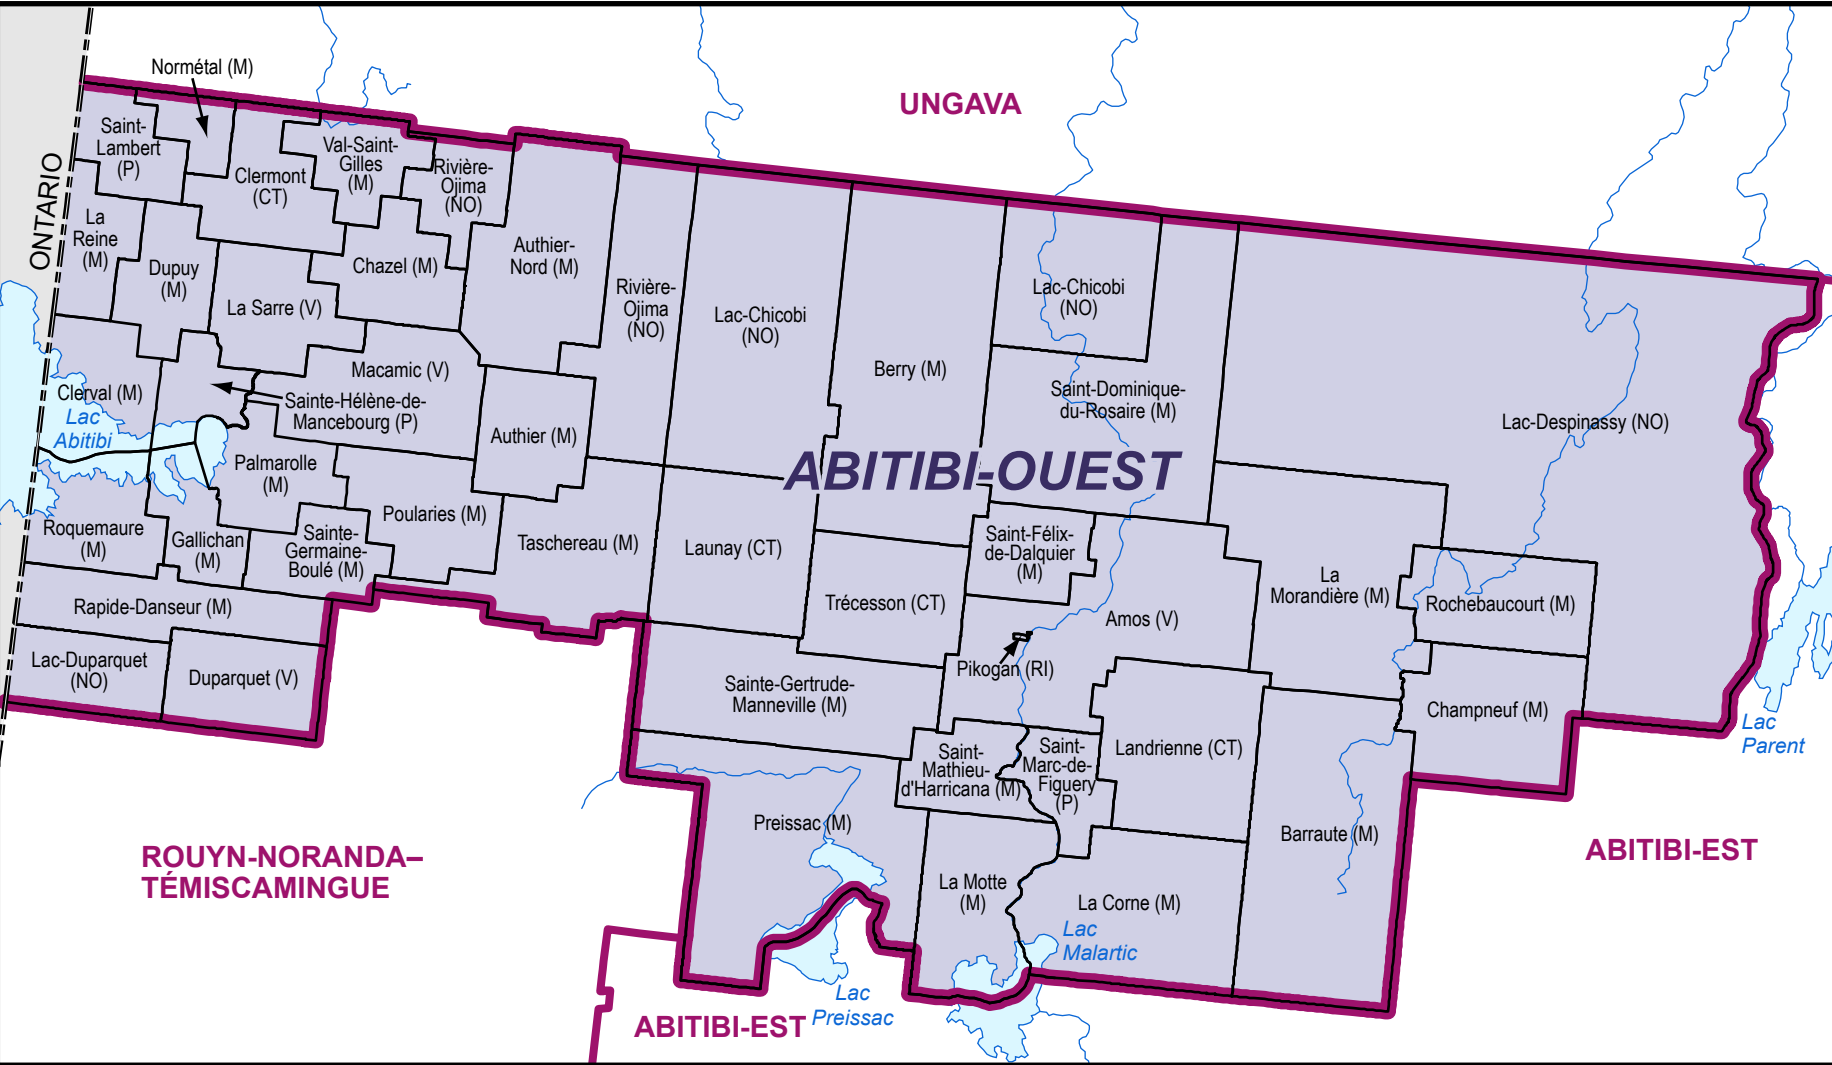 Normétal (M)
UNGAVA
ONTARIO
Saint-
Lambert
(P)
Val-Saint-
Gilles
(M)
Clermont
(CT)
Rivière-
Ojima
(NO)
La
Reine
(M)
Dupuy
(M)
Chazel (M)
Authier-
Nord (M)
La Sarre (V)
Rivière-
Ojima
(NO)
Lac-Chicobi
(NO)
Lac-Chicobi
(NO)
Berry (M)
Macamic (V)
Clerval (M)
Sainte-Hélène-de-
Mancebourg (P)
Saint-Dominique-
du-Rosaire (M)
Lac-Despinassy (NO)
Lac
Abitibi
Authier (M)
ABITIBI-OUEST
Palmarolle
(M)
Poularies (M)
Roquemaure
(M)
Gallichan
(M)
Sainte-
Germaine-
Boulé (M)
Taschereau (M)
Launay (CT)
Saint-Félix-
de-Dalquier
(M)
Trécesson (CT)
Amos (V)
La
Morandière (M)
Rochebaucourt (M)
Rapide-Danseur (M)
Lac-Duparquet
(NO)
Duparquet (V)
Pikogan (RI)
Sainte-Gertrude-
Manneville (M)
Champneuf (M)
Lac
Parent
Saint-
Mathieu-
d'Harricana (M)
Saint-
Marc-de-
Figuery
(P)
Landrienne (CT)
Preissac (M)
Barraute (M)
ROUYN-NORANDA–
TÉMISCAMINGUE
ABITIBI-EST
La Motte
(M)
La Corne (M)
Lac
Malartic
Lac
Preissac
ABITIBI-EST